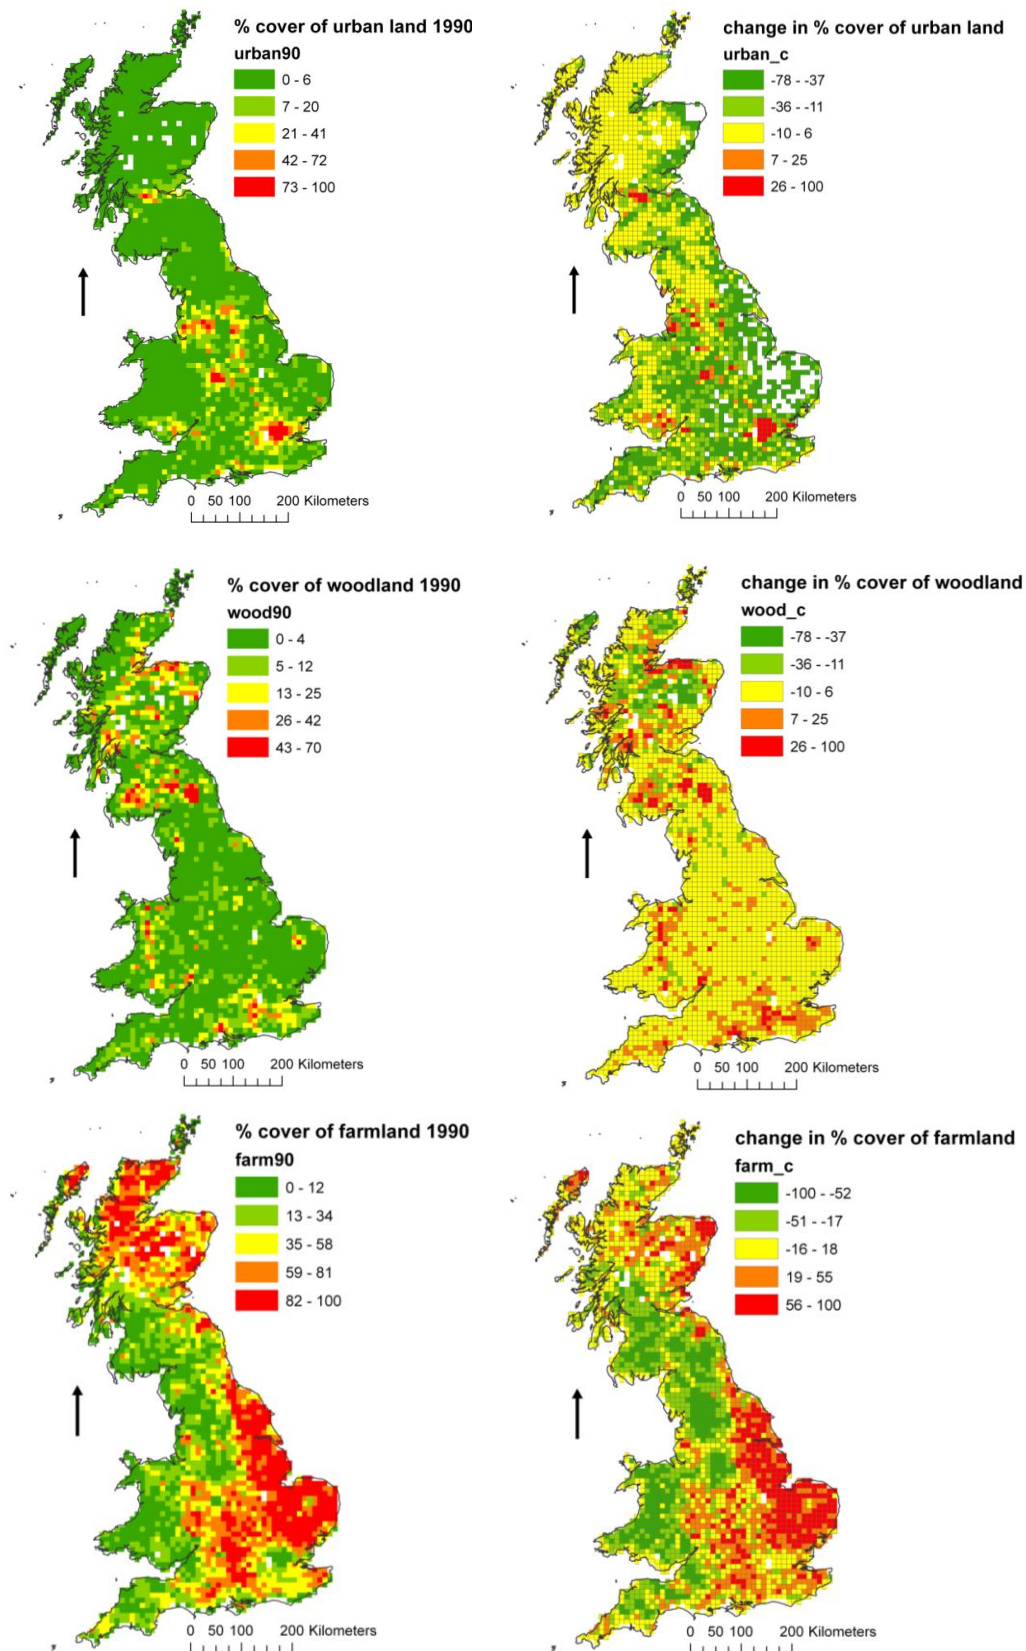 % cover of urban land 1990
urban90
0 - 6
7 - 20
21 - 41
42 - 72
73 - 100
0 50 100 200 Kilometers
change in % cover of urban land
urban_c
-78 - -37
-36 - -11
-10 - 6
7 - 25
26 - 100
0 50 100 200 Kilometers
% cover of woodland 1990
wood90
0 - 4
5 - 12
13 - 25
26 - 42
43 - 70
0 50 100 200 Kilometers
change in % cover of woodland
wood_c
-78 - -37
-36 - -11
-10 - 6
7 - 25
26 - 100
0 50 100 200 Kilometers
% cover of farmland 1990
farm90
0 - 12
13 - 34
35 - 58
59 - 81
82 - 100
0 50 100 200 Kilometers
change in % cover of farmland
farm_c
-100 - -52
-51 - -17
-16 - 18
19 - 55
56 - 100
0 50 100 200 Kilometers